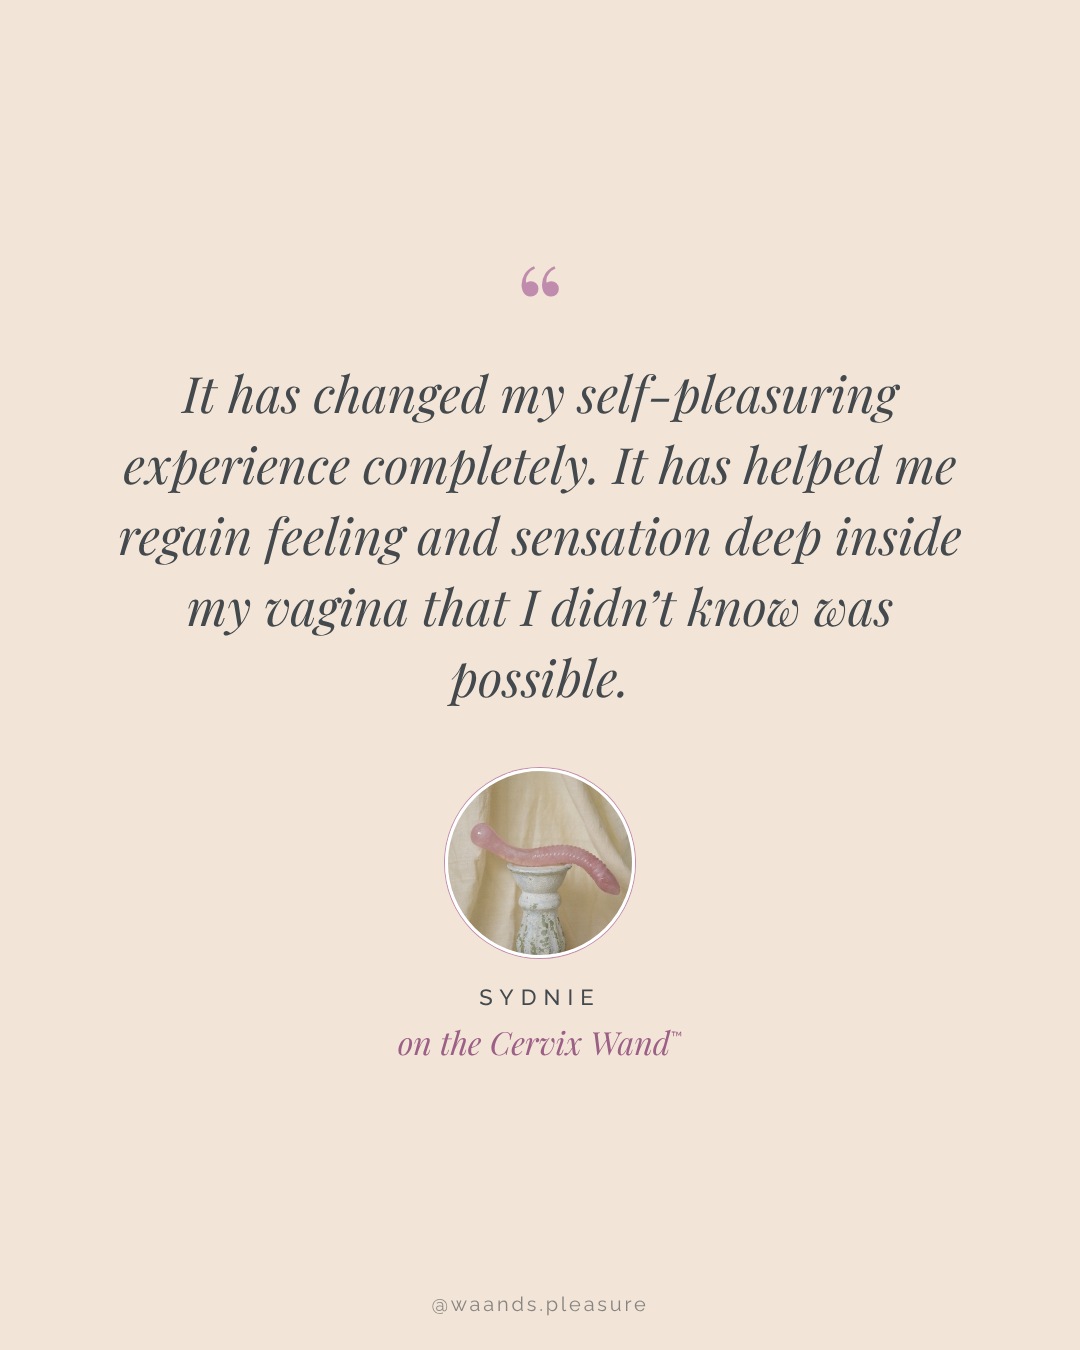 “
It has changed my self-pleasuring
experience completely. It has helped me
regain feeling and sensation deep inside
my vagina that I didn’t know was
possible.
SYDNIE
on the Cervix Wand™
@waands.pleasure